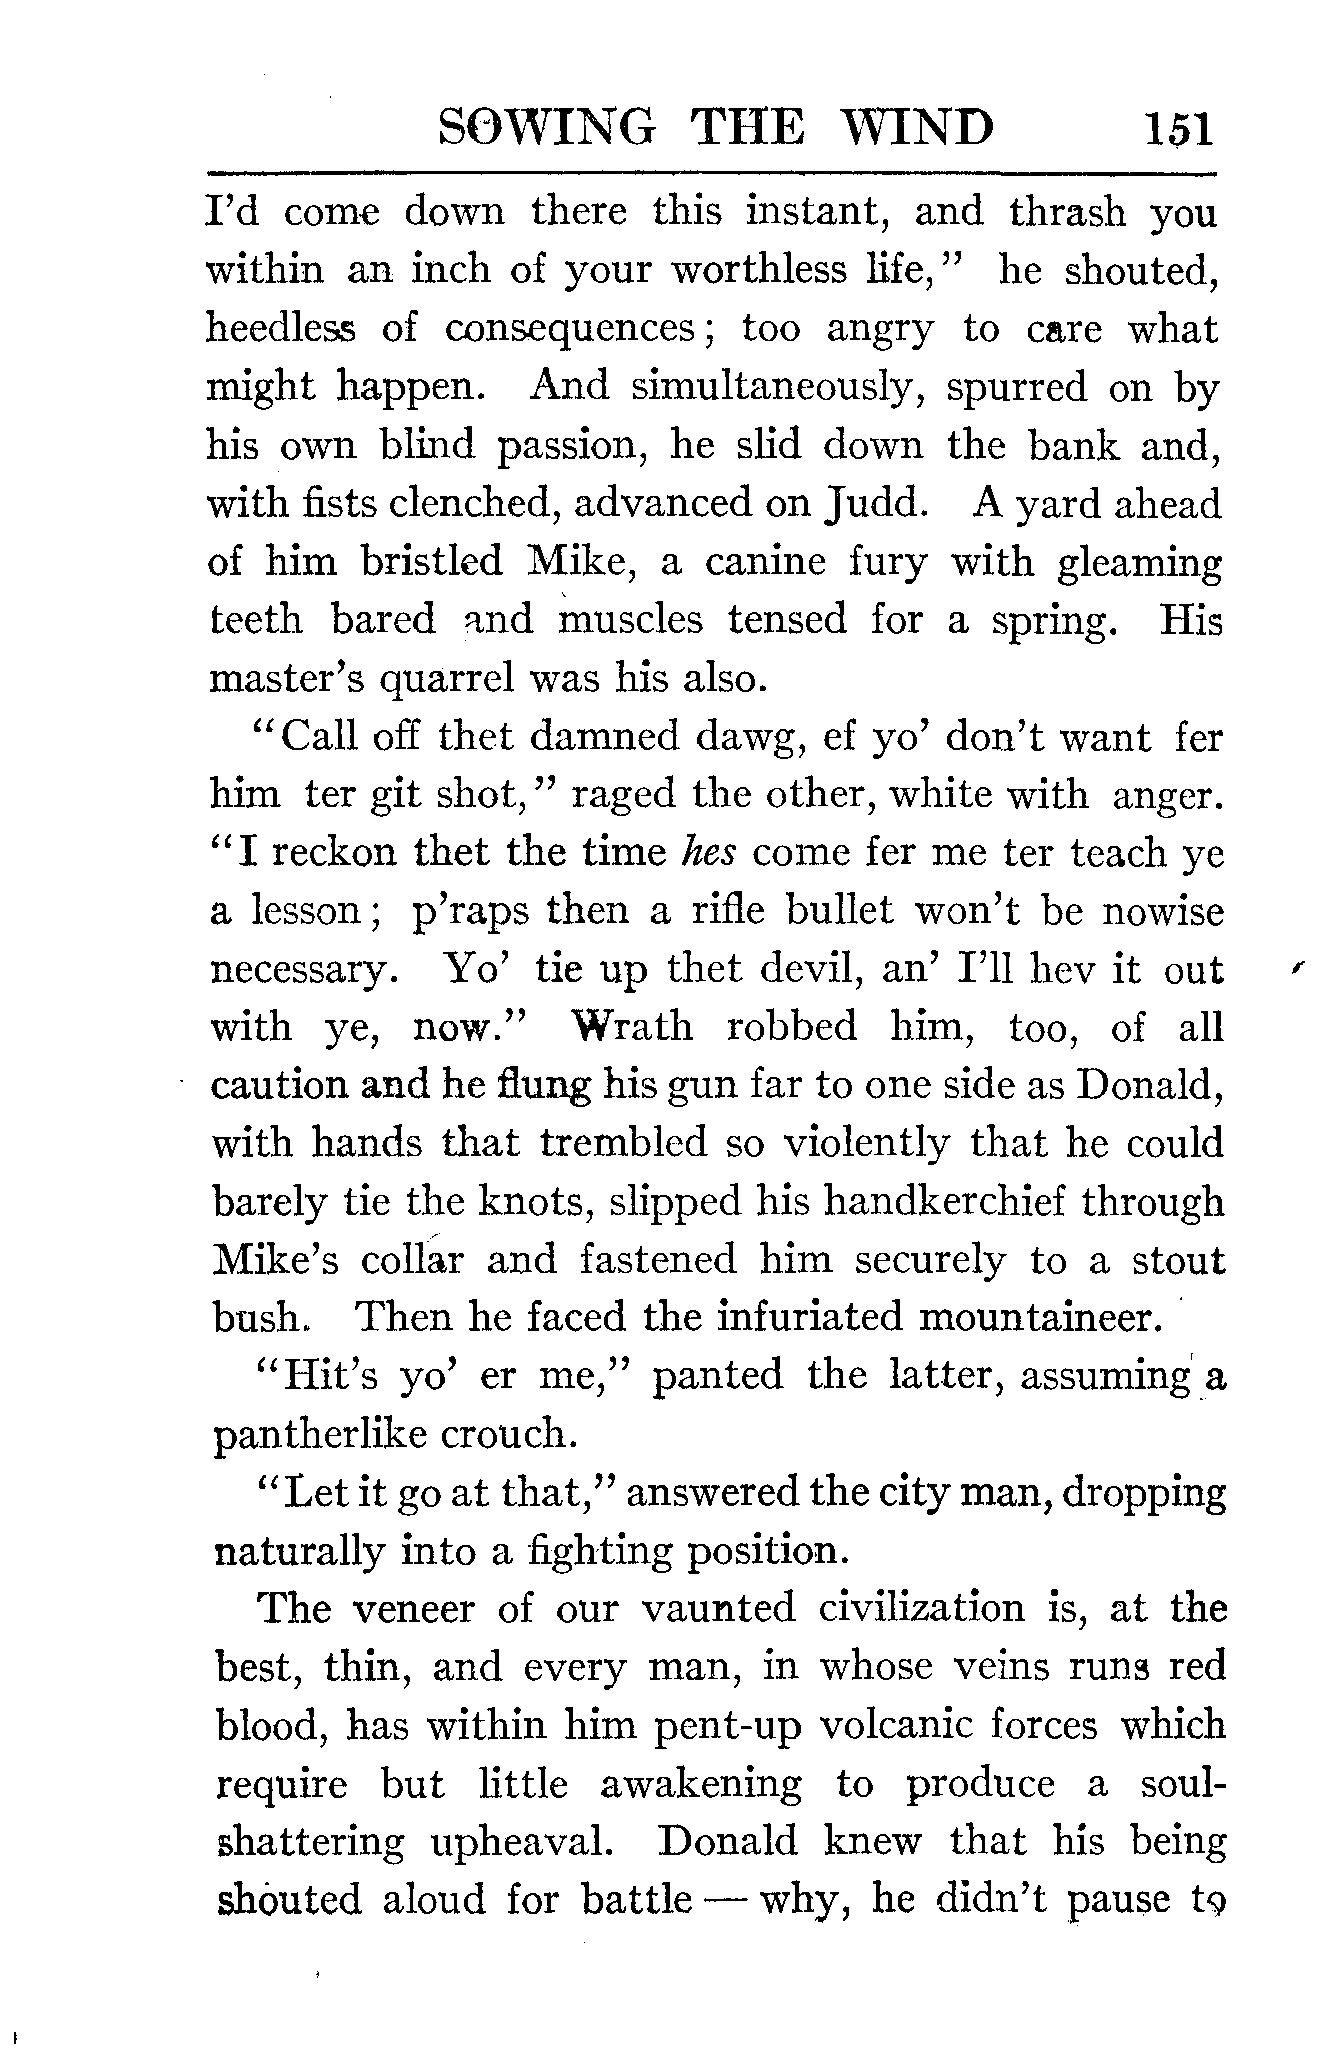 SOWING THE WIND 151
I'd come down there this instant, and thrash you
within an inch of your worthless life," he shouted,
heedless of consequences; too angry to care what
might happen. And simultaneously, spurred on by
his own blind passion, he slid down the bank and,
with fists clenched, advanced on Judd. A yard ahead
of him bristled Mike, a canine fury with gleaming
teeth bared and muscles tensed for a spring. His
master's quarrel was his also.
"Call off thet damned dawg, ef yo' don't want fer
him ter git shot," raged the other, white with anger.
"I reckon thet the time hes come fer me ter teach ye
a lesson; p'raps then a rifle bullet won't be nowise
necessary. Yo' tie up thet devil, an' I'll hev it out
with ye, now." Wrath robbed him, too, of all
caution and he flung his gun far to one side as Donald,
with hands that trembled so violently that he could
barely tie the knots, slipped his handkerchief through
Mike's collar and fastened him securely to a stout
bush. Then he faced the infuriated mountaineer.
"Hit's yo' er me," panted the latter, assuming a
pantherlike crouch.
"Let it go at that," answered the city man, dropping
naturally into a fighting position.
The veneer of our vaunted civilization is, at the
best, thin, and every man, in whose veins runs red
blood, has within him pent-up volcanic forces which
require but little awakening to produce a soul-
shattering upheaval. Donald knew that his being
shouted aloud for battle — why, he didn't pause to